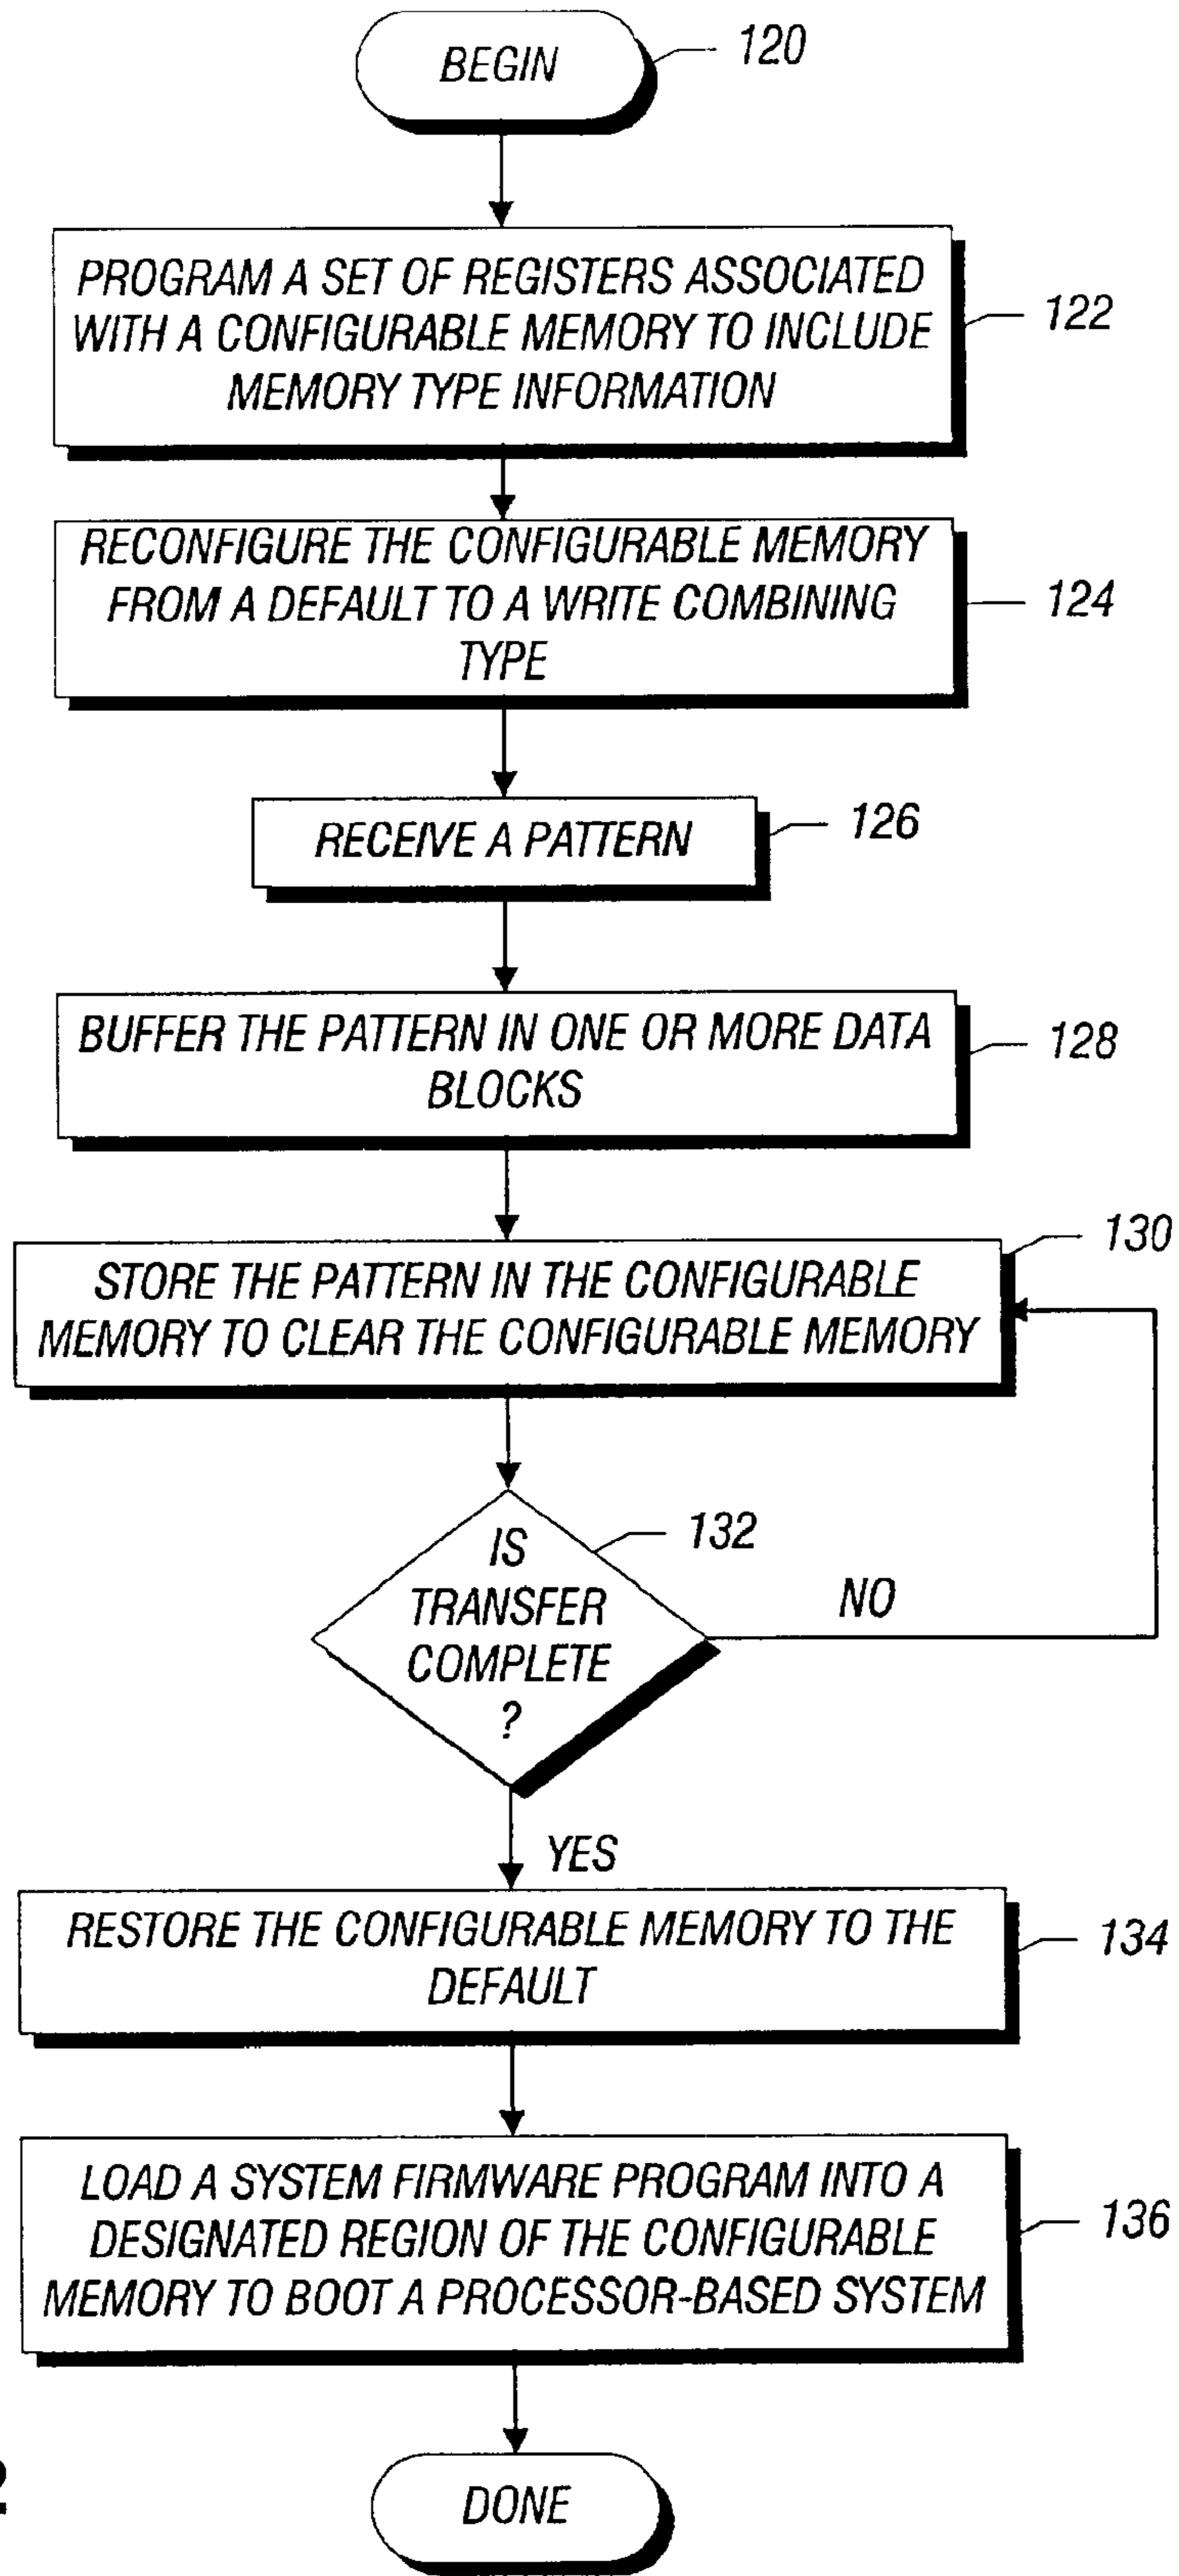 BEGIN
120
PROGRAM A SET OF REGISTERS ASSOCIATED
WITH A CONFIGURABLE MEMORY TO INCLUDE
MEMORY TYPE INFORMATION
122
RECONFIGURE THE CONFIGURABLE MEMORY
FROM A DEFAULT TO A WRITE COMBINING
TYPE
124
RECEIVE A PATTERN
126
BUFFER THE PATTERN IN ONE OR MORE DATA
BLOCKS
128
STORE THE PATTERN IN THE CONFIGURABLE
MEMORY TO CLEAR THE CONFIGURABLE MEMORY
130
IS
TRANSFER
COMPLETE
?
132
NO
YES
RESTORE THE CONFIGURABLE MEMORY TO THE
DEFAULT
134
LOAD A SYSTEM FIRMWARE PROGRAM INTO A
DESIGNATED REGION OF THE CONFIGURABLE
MEMORY TO BOOT A PROCESSOR-BASED SYSTEM
136
DONE